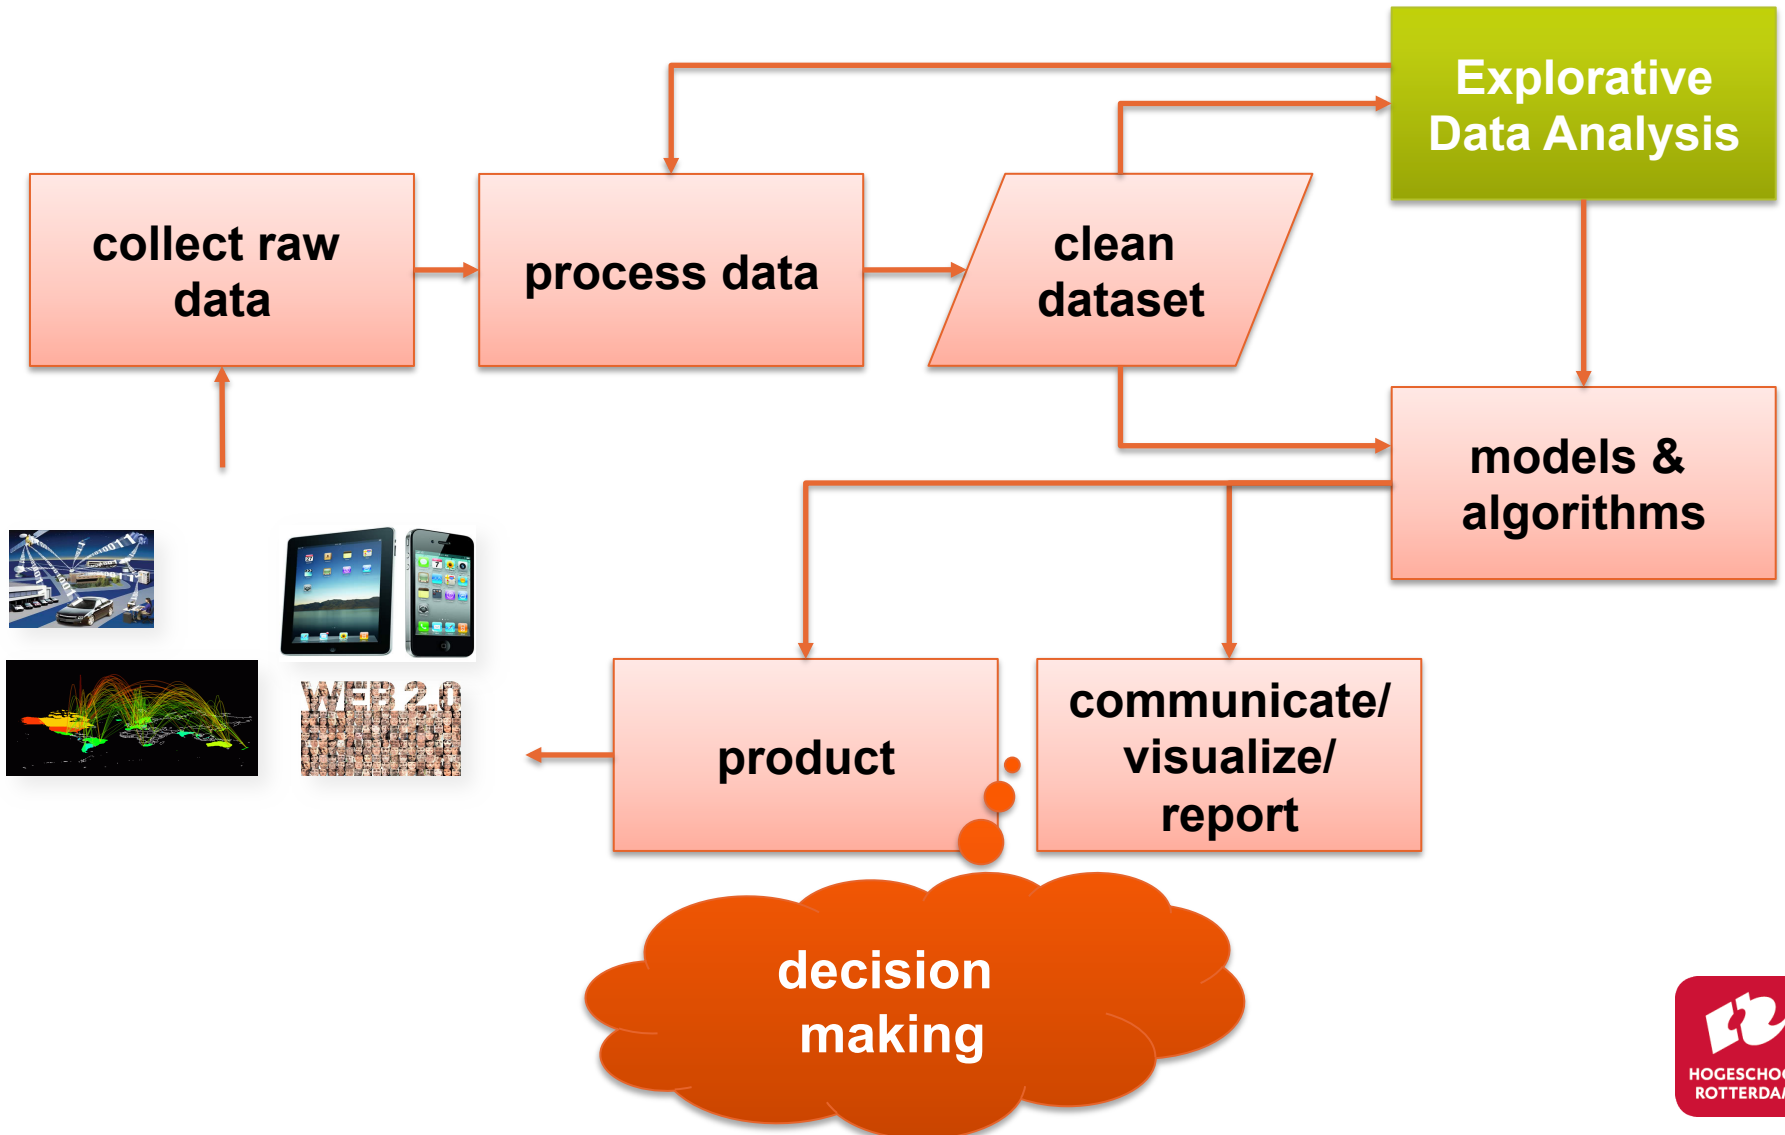 Explorative
Data Analysis
collect raw
data
process data
clean
dataset
models &
algorithms
WEB 2.0
product
communicate/
visualize/
report
decision
making
ROTTERDAM